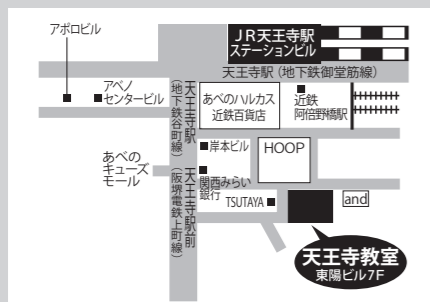 アポロビル
JR天王寺駅
ステーションビル
天王寺駅（地下鉄御堂筋線）
アベノ
センタービル
天王寺駅
（地下鉄谷町線）
あべのハルカス
近鉄百貨店
近鉄
阿倍野橋駅
岸本ビル
HOOP
あべの
キューズ
モール
関西みらい
銀行
天王寺駅前
（阪堺電鉄上町線）
TSUTAYA
and
天王寺教室
東陽ビル7F